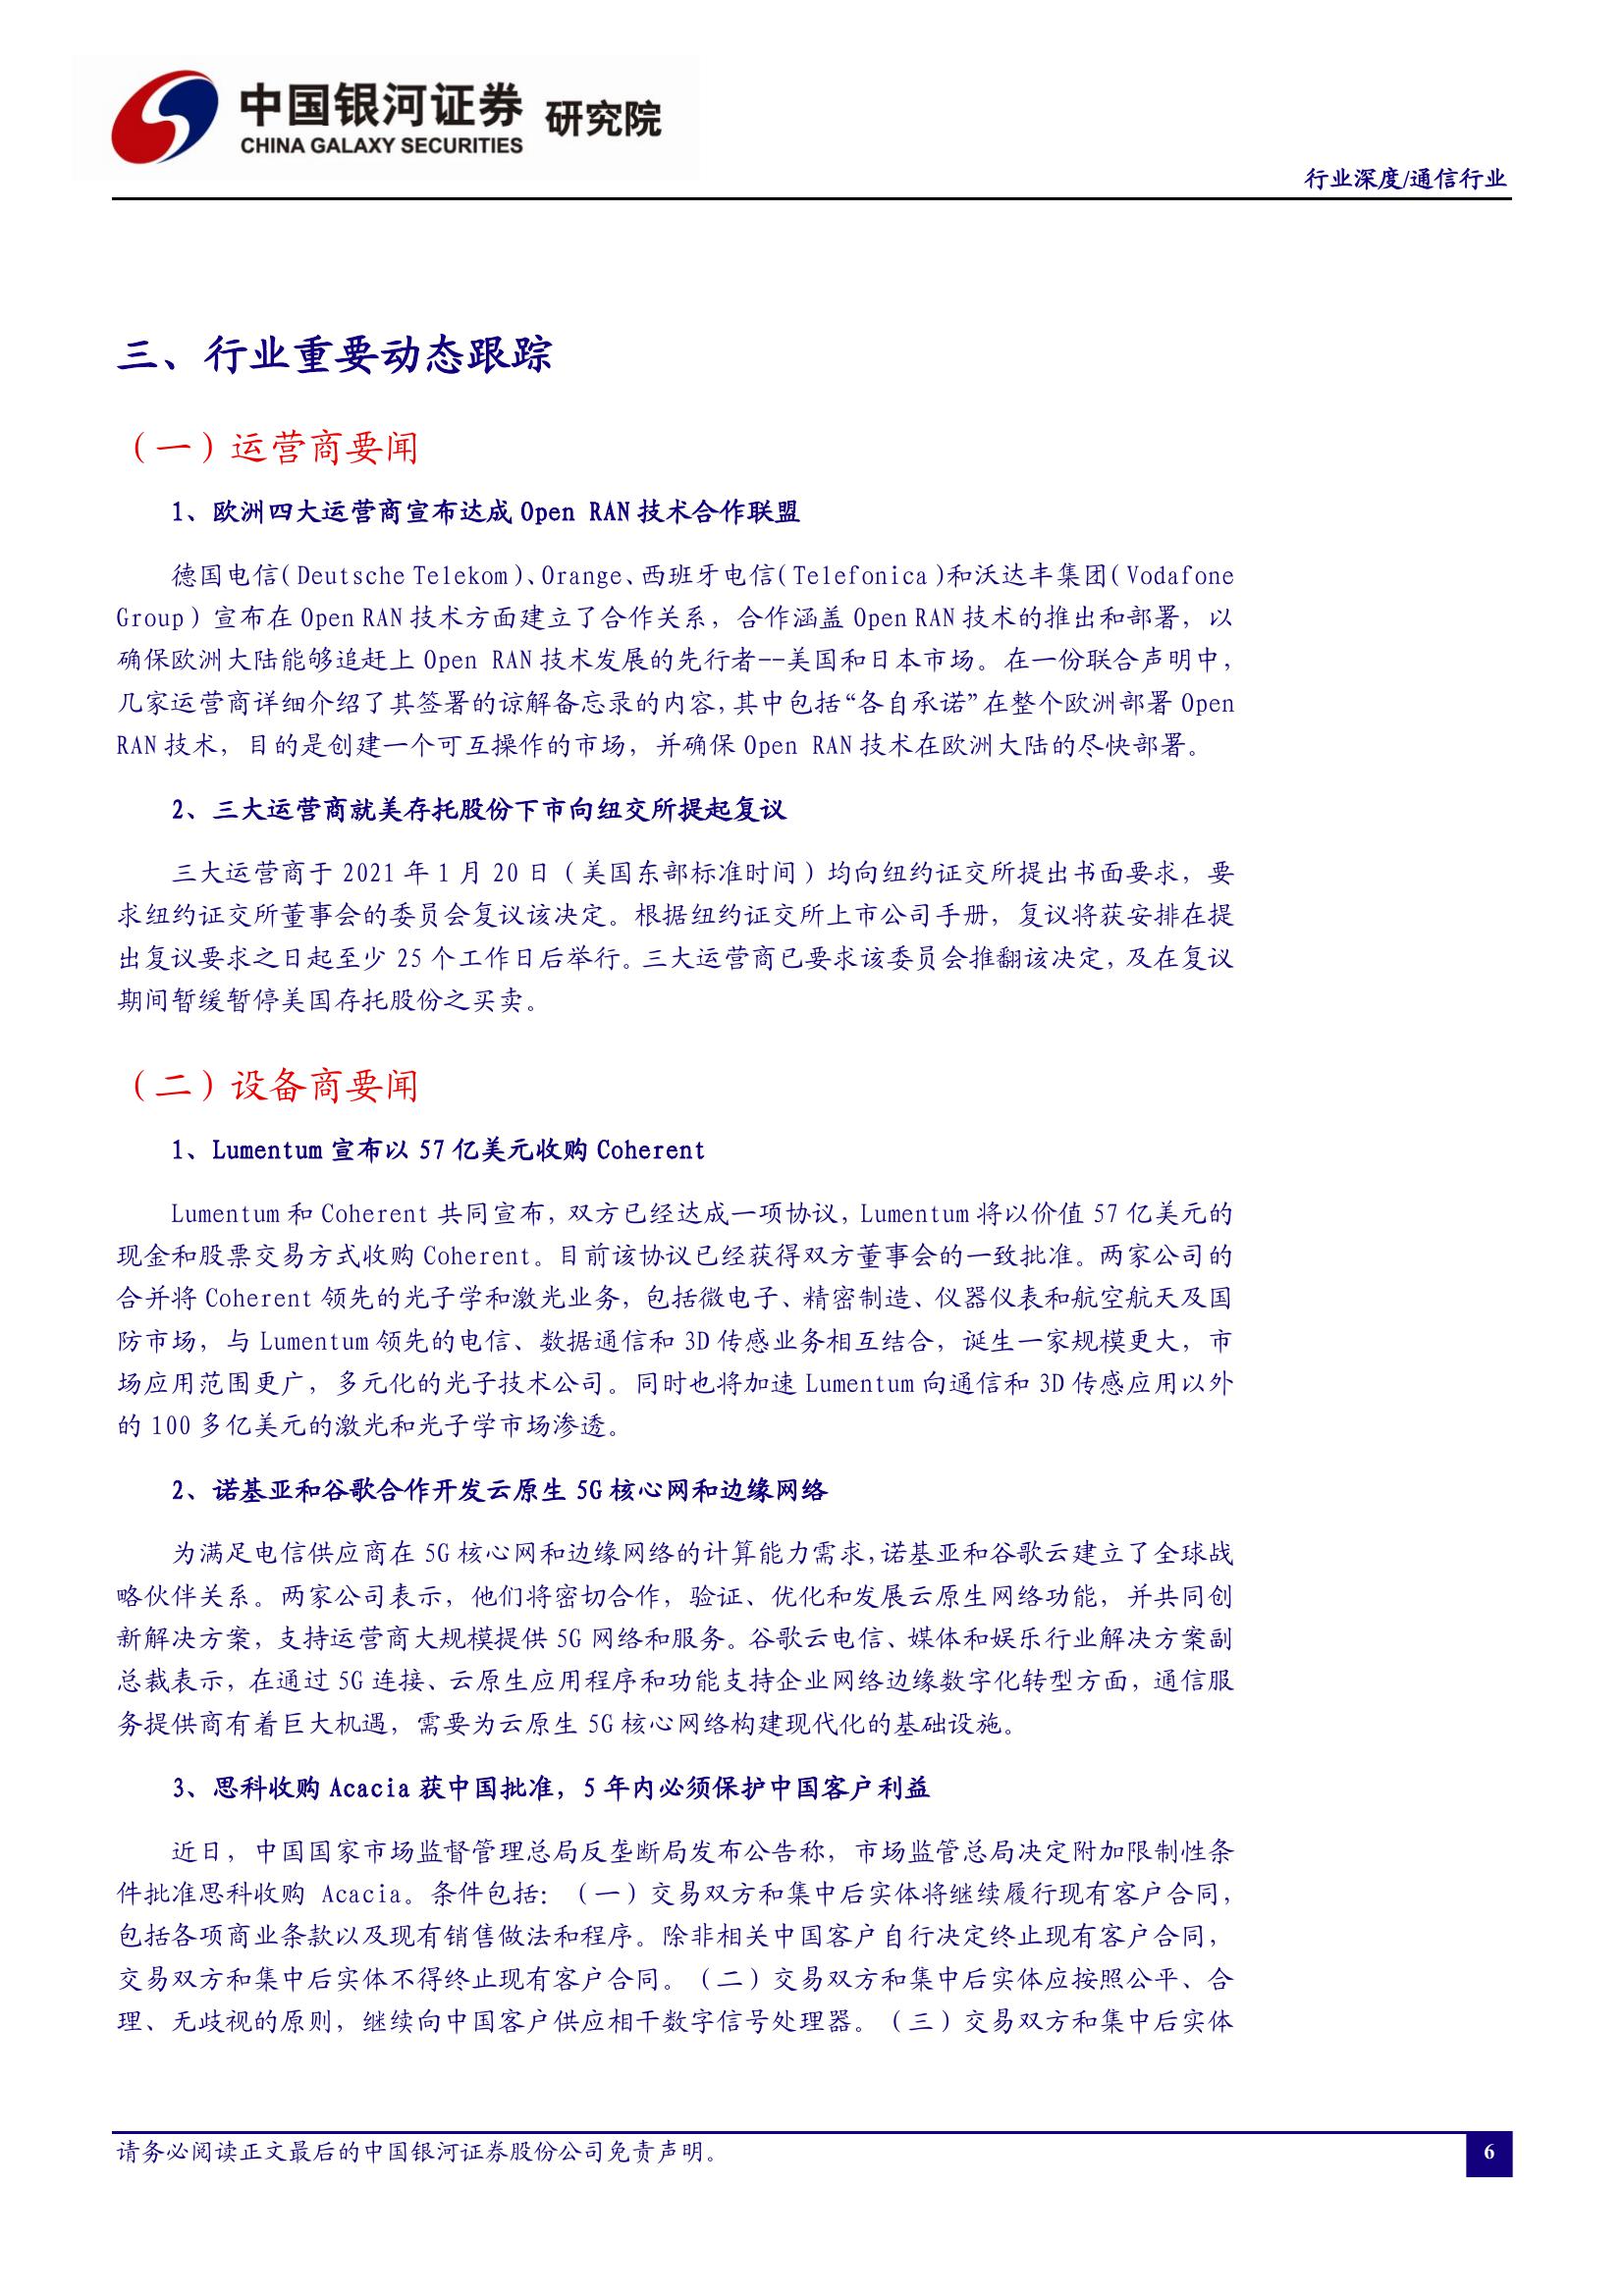 中国银河证券 研究院
CHINA GALAXY SECURITIES
行业深度/通信行业
三、行业重要动态跟踪
（一）运营商要闻
1、欧洲四大运营商宣布达成 Open RAN 技术合作联盟
德国电信（Deutsche Telekom）、Orange、西班牙电信（Telefonica）和沃达丰集团（Vodafone
Group）宣布在 Open RAN 技术方面建立了合作关系，合作涵盖 Open RAN 技术的推出和部署，以
确保欧洲大陆能够追赶上 Open RAN 技术发展的先行者--美国和日本市场。在一份联合声明中，
几家运营商详细介绍了其签署的谅解备忘录的内容，其中包括“各自承诺”在整个欧洲部署 Open
RAN 技术，目的是创建一个可互操作的市场，并确保 Open RAN 技术在欧洲大陆的尽快部署。
2、三大运营商就美存托股份下市向纽交所提起复议
三大运营商于 2021 年 1 月 20 日（美国东部标准时间）均向纽约证交所提出书面要求，要
求纽约证交所董事会的委员会复议该决定。根据纽约证交所上市公司手册，复议将获安排在提
出复议要求之日起至少 25 个工作日后举行。三大运营商已要求该委员会推翻该决定，及在复议
期间暂缓暂停美国存托股份之买卖。
（二）设备商要闻
1、Lumentum 宣布以 57 亿美元收购 Coherent
Lumentum 和 Coherent 共同宣布，双方已经达成一项协议，Lumentum 将以价值 57 亿美元的
现金和股票交易方式收购 Coherent。目前该协议已经获得双方董事会的一致批准。两家公司的
合并将 Coherent 领先的光子学和激光业务，包括微电子、精密制造、仪器仪表和航空航天及国
防市场，与 Lumentum 领先的电信、数据通信和 3D 传感业务相互结合，诞生一家规模更大，市
场应用范围更广，多元化的光子技术公司。同时也将加速 Lumentum 向通信和 3D 传感应用以外
的 100 多亿美元的激光和光子学市场渗透。
2、诺基亚和谷歌合作开发云原生 5G 核心网和边缘网络
为满足电信供应商在 5G 核心网和边缘网络的计算能力需求，诺基亚和谷歌云建立了全球战
略伙伴关系。两家公司表示，他们将密切合作，验证、优化和发展云原生网络功能，并共同创
新解决方案，支持运营商大规模提供 5G 网络和服务。谷歌云电信、媒体和娱乐行业解决方案副
总裁表示，在通过 5G 连接、云原生应用程序和功能支持企业网络边缘数字化转型方面，通信服
务提供商有着巨大机遇，需要为云原生 5G 核心网络构建现代化的基础设施。
3、思科收购 Acacia 获中国批准，5 年内必须保护中国客户利益
近日，中国国家市场监督管理总局反垄断局发布公告称，市场监管总局决定附加限制性条
件批准思科收购 Acacia。条件包括：（一）交易双方和集中后实体将继续履行现有客户合同，
包括各项商业条款以及现有销售做法和程序。除非相关中国客户自行决定终止现有客户合同，
交易双方和集中后实体不得终止现有客户合同。（二）交易双方和集中后实体应按照公平、合
理、无歧视的原则，继续向中国客户供应相干数字信号处理器。（三）交易双方和集中后实体
请务必阅读正文最后的中国银河证券股份公司免责声明。
6